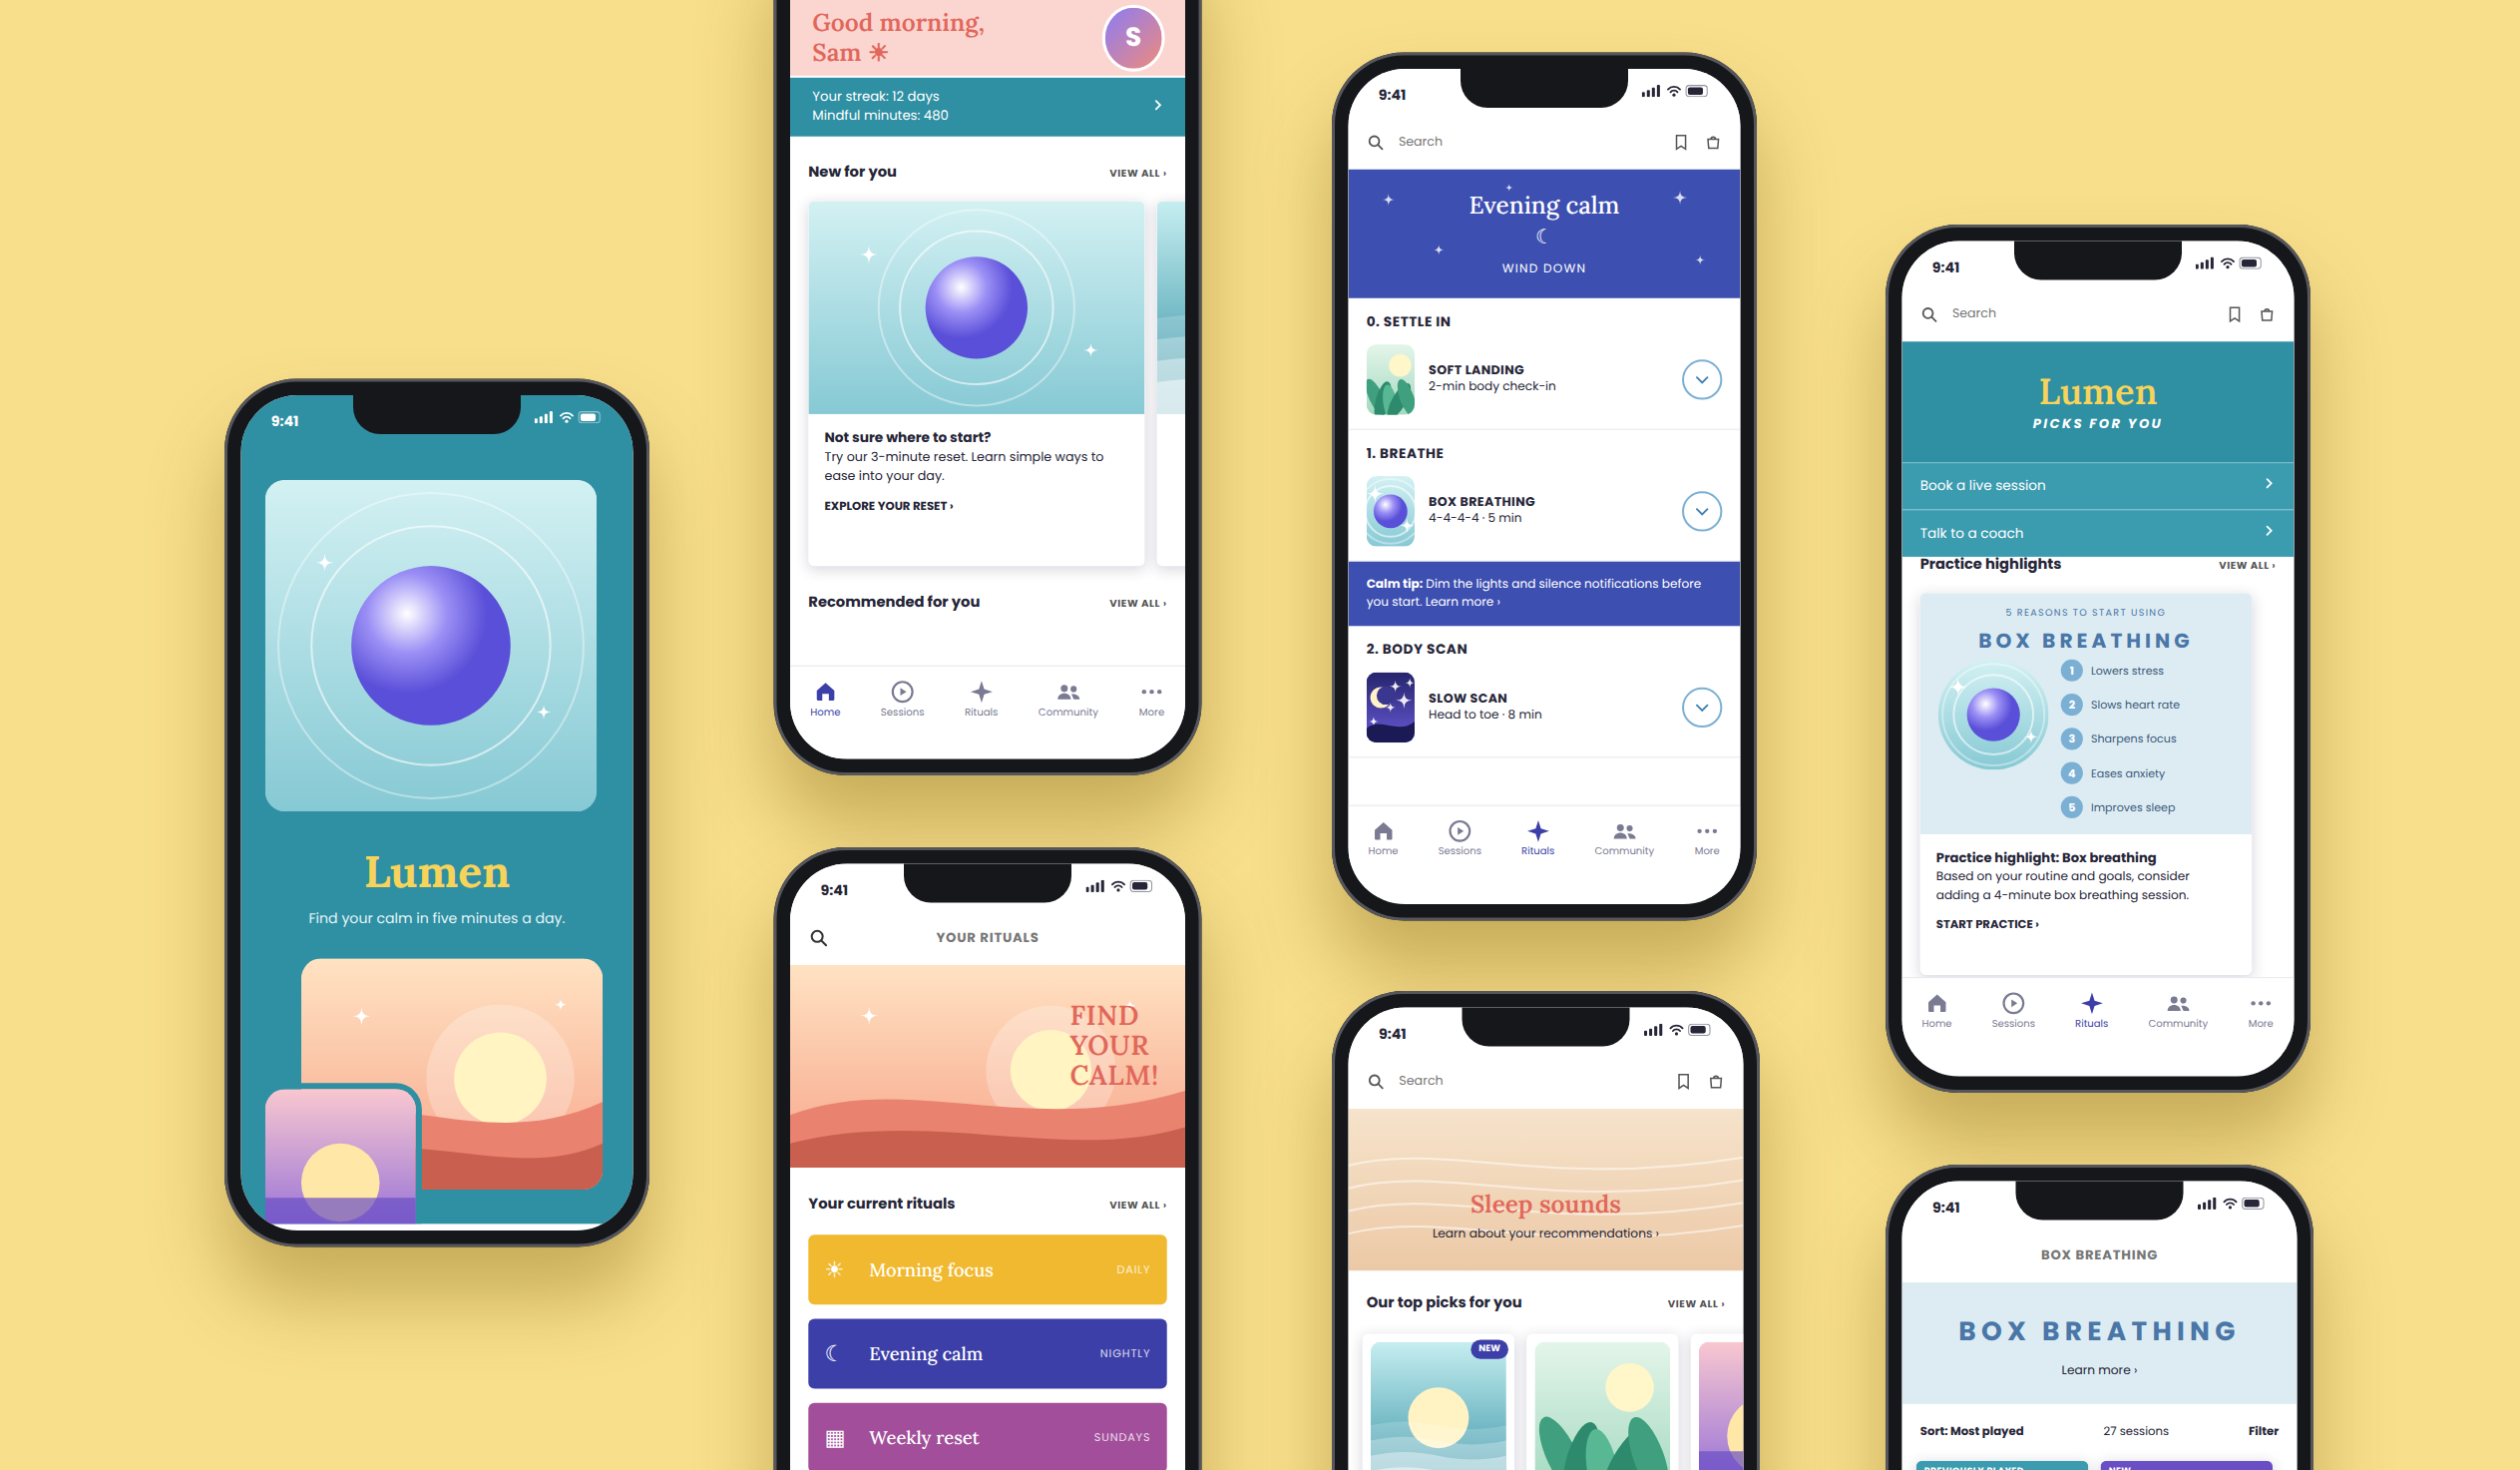 9:41
Lumen
Find your calm in five minutes a day.
Good morning,
Sam
S
Your streak: 12 days
Mindful minutes: 480
New for you
VIEW ALL ›
Not sure where to start?
Try our 3-minute reset. Learn simple ways to
ease into your day.
EXPLORE YOUR RESET ›
Recommended for you
VIEW ALL ›
Home
Sessions
Rituals
Community
More
9:41
YOUR RITUALS
FIND
YOUR
CALM!
Your current rituals
VIEW ALL ›
Morning focus
DAILY
Evening calm
NIGHTLY
Weekly reset
SUNDAYS
9:41
Search
Evening calm
WIND DOWN
0. SETTLE IN
SOFT LANDING
2-min body check-in
1. BREATHE
BOX BREATHING
4-4-4-4 · 5 min
Calm tip: Dim the lights and silence notifications before
you start. Learn more ›
2. BODY SCAN
SLOW SCAN
Head to toe · 8 min
Home
Sessions
Rituals
Community
More
9:41
Search
Sleep sounds
Learn about your recommendations ›
Our top picks for you
VIEW ALL ›
NEW
9:41
Search
Lumen
PICKS FOR YOU
Book a live session
Talk to a coach
Practice highlights
VIEW ALL ›
5 REASONS TO START USING
BOX BREATHING
1 Lowers stress
2 Slows heart rate
3 Sharpens focus
4 Eases anxiety
5 Improves sleep
Practice highlight: Box breathing
Based on your routine and goals, consider
adding a 4-minute box breathing session.
START PRACTICE ›
Home
Sessions
Rituals
Community
More
9:41
BOX BREATHING
BOX BREATHING
Learn more ›
Sort: Most played
27 sessions
Filter